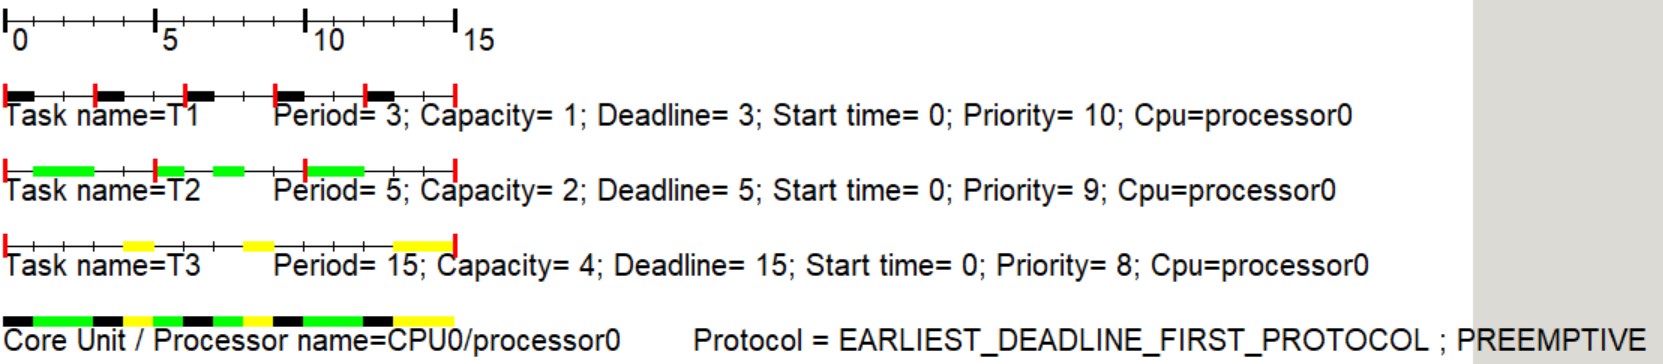 0 5 10 15
Task name=T1 Period= 3; Capacity= 1; Deadline= 3; Start time= 0; Priority= 10; Cpu=processor0
Task name=T2 Period= 5; Capacity= 2; Deadline= 5; Start time= 0; Priority= 9; Cpu=processor0
Task name=T3 Period= 15; Capacity= 4; Deadline= 15; Start time= 0; Priority= 8; Cpu=processor0
Core Unit / Processor name=CPU0/processor0 Protocol = EARLIEST_DEADLINE_FIRST_PROTOCOL ; PREEMPTIVE